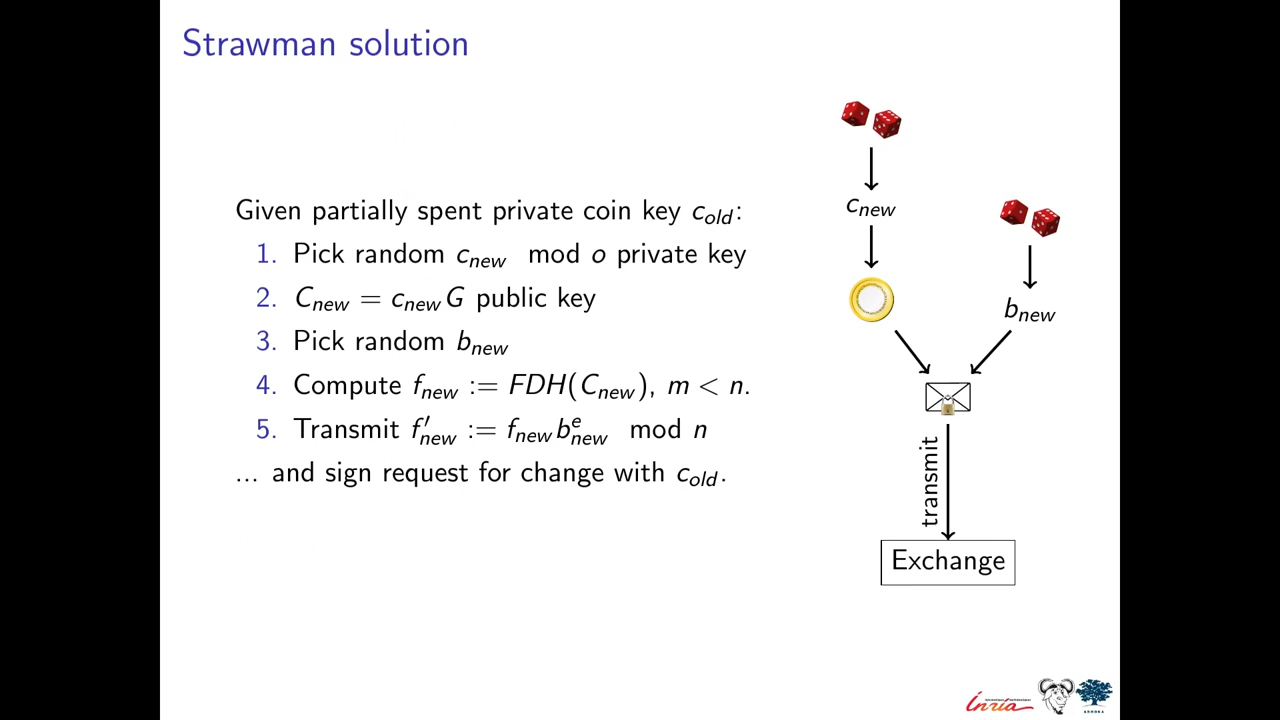 Strawman solution
Given partially spent private coin key c_old:
1. Pick random c_new mod o private key
2. C_new = c_new G public key
3. Pick random b_new
4. Compute f_new := FDH(C_new), m < n.
5. Transmit f′_new := f_new b^e_new mod n
... and sign request for change with c_old.
c_new
b_new
transmit
Exchange
Inria